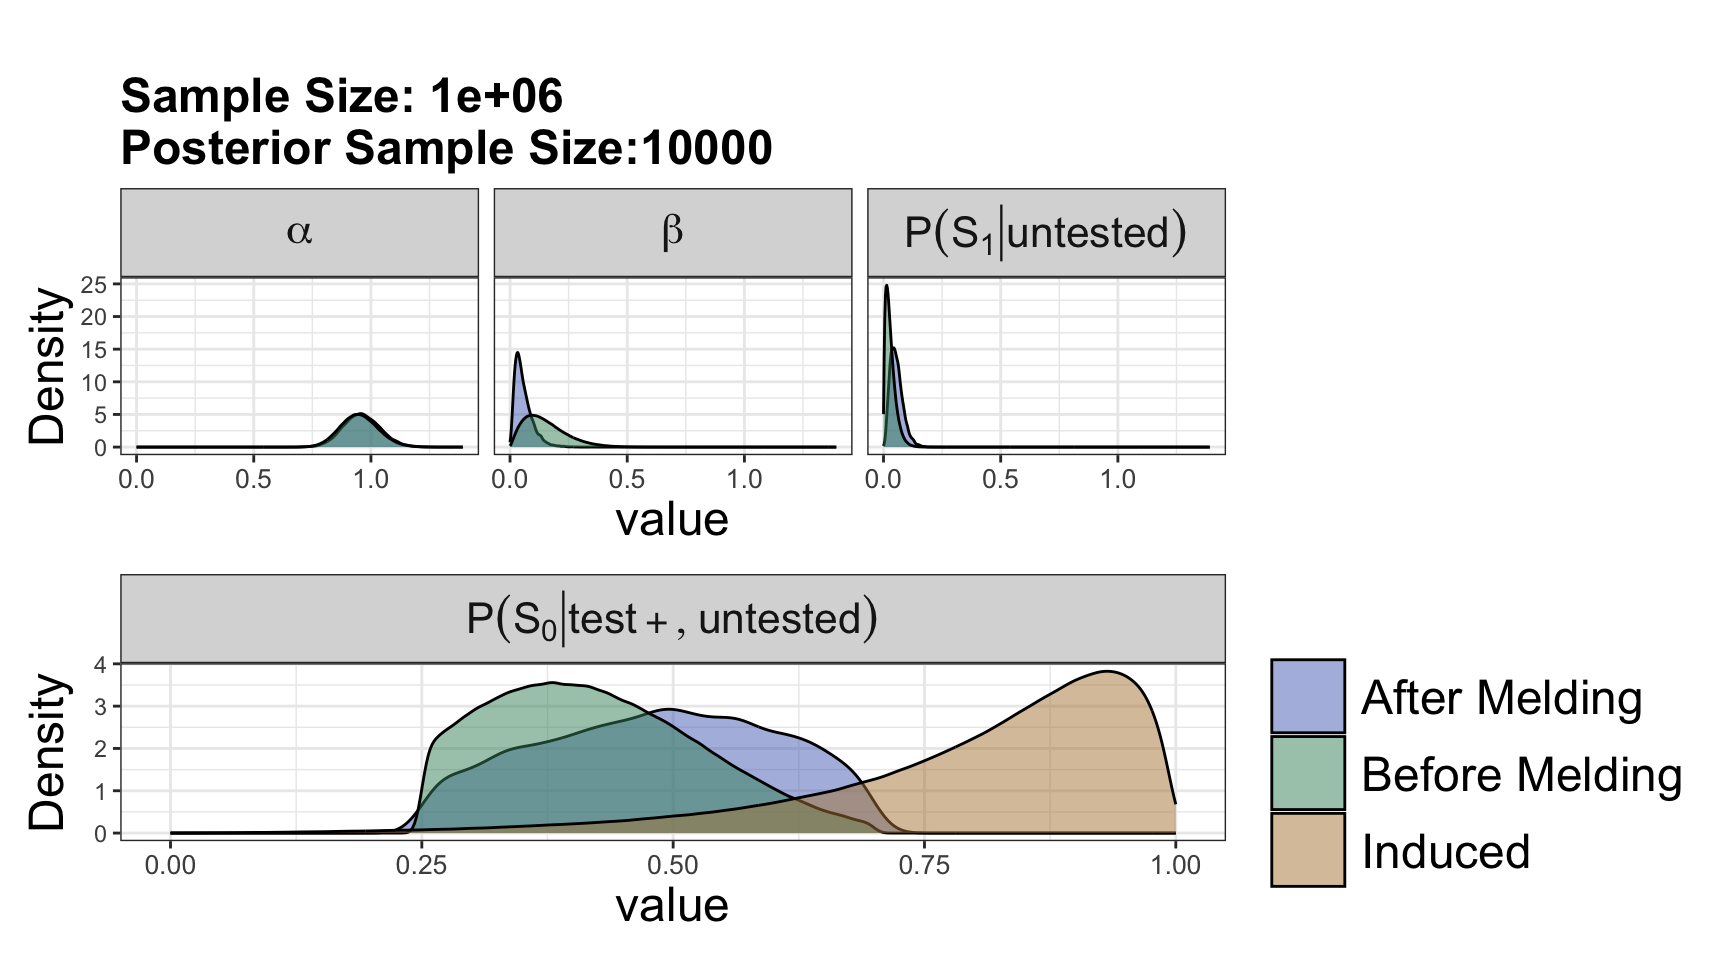 Sample Size: 1e+06
Posterior Sample Size:10000
α
β
P(S₁|untested)
Density
25
20
15
10
5
0
0.0 0.5 1.0
0.0 0.5 1.0
0.0 0.5 1.0
value
P(S₀|test +, untested)
Density
4
3
2
1
0
0.00 0.25 0.50 0.75 1.00
value
After Melding
Before Melding
Induced